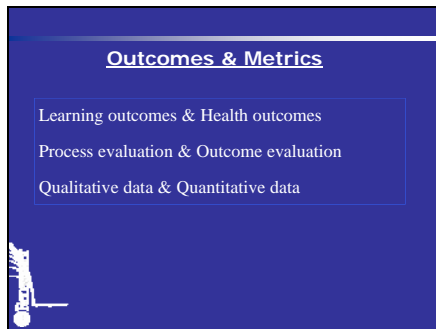 Outcomes & Metrics
Learning outcomes & Health outcomes
Process evaluation & Outcome evaluation
Qualitative data & Quantitative data